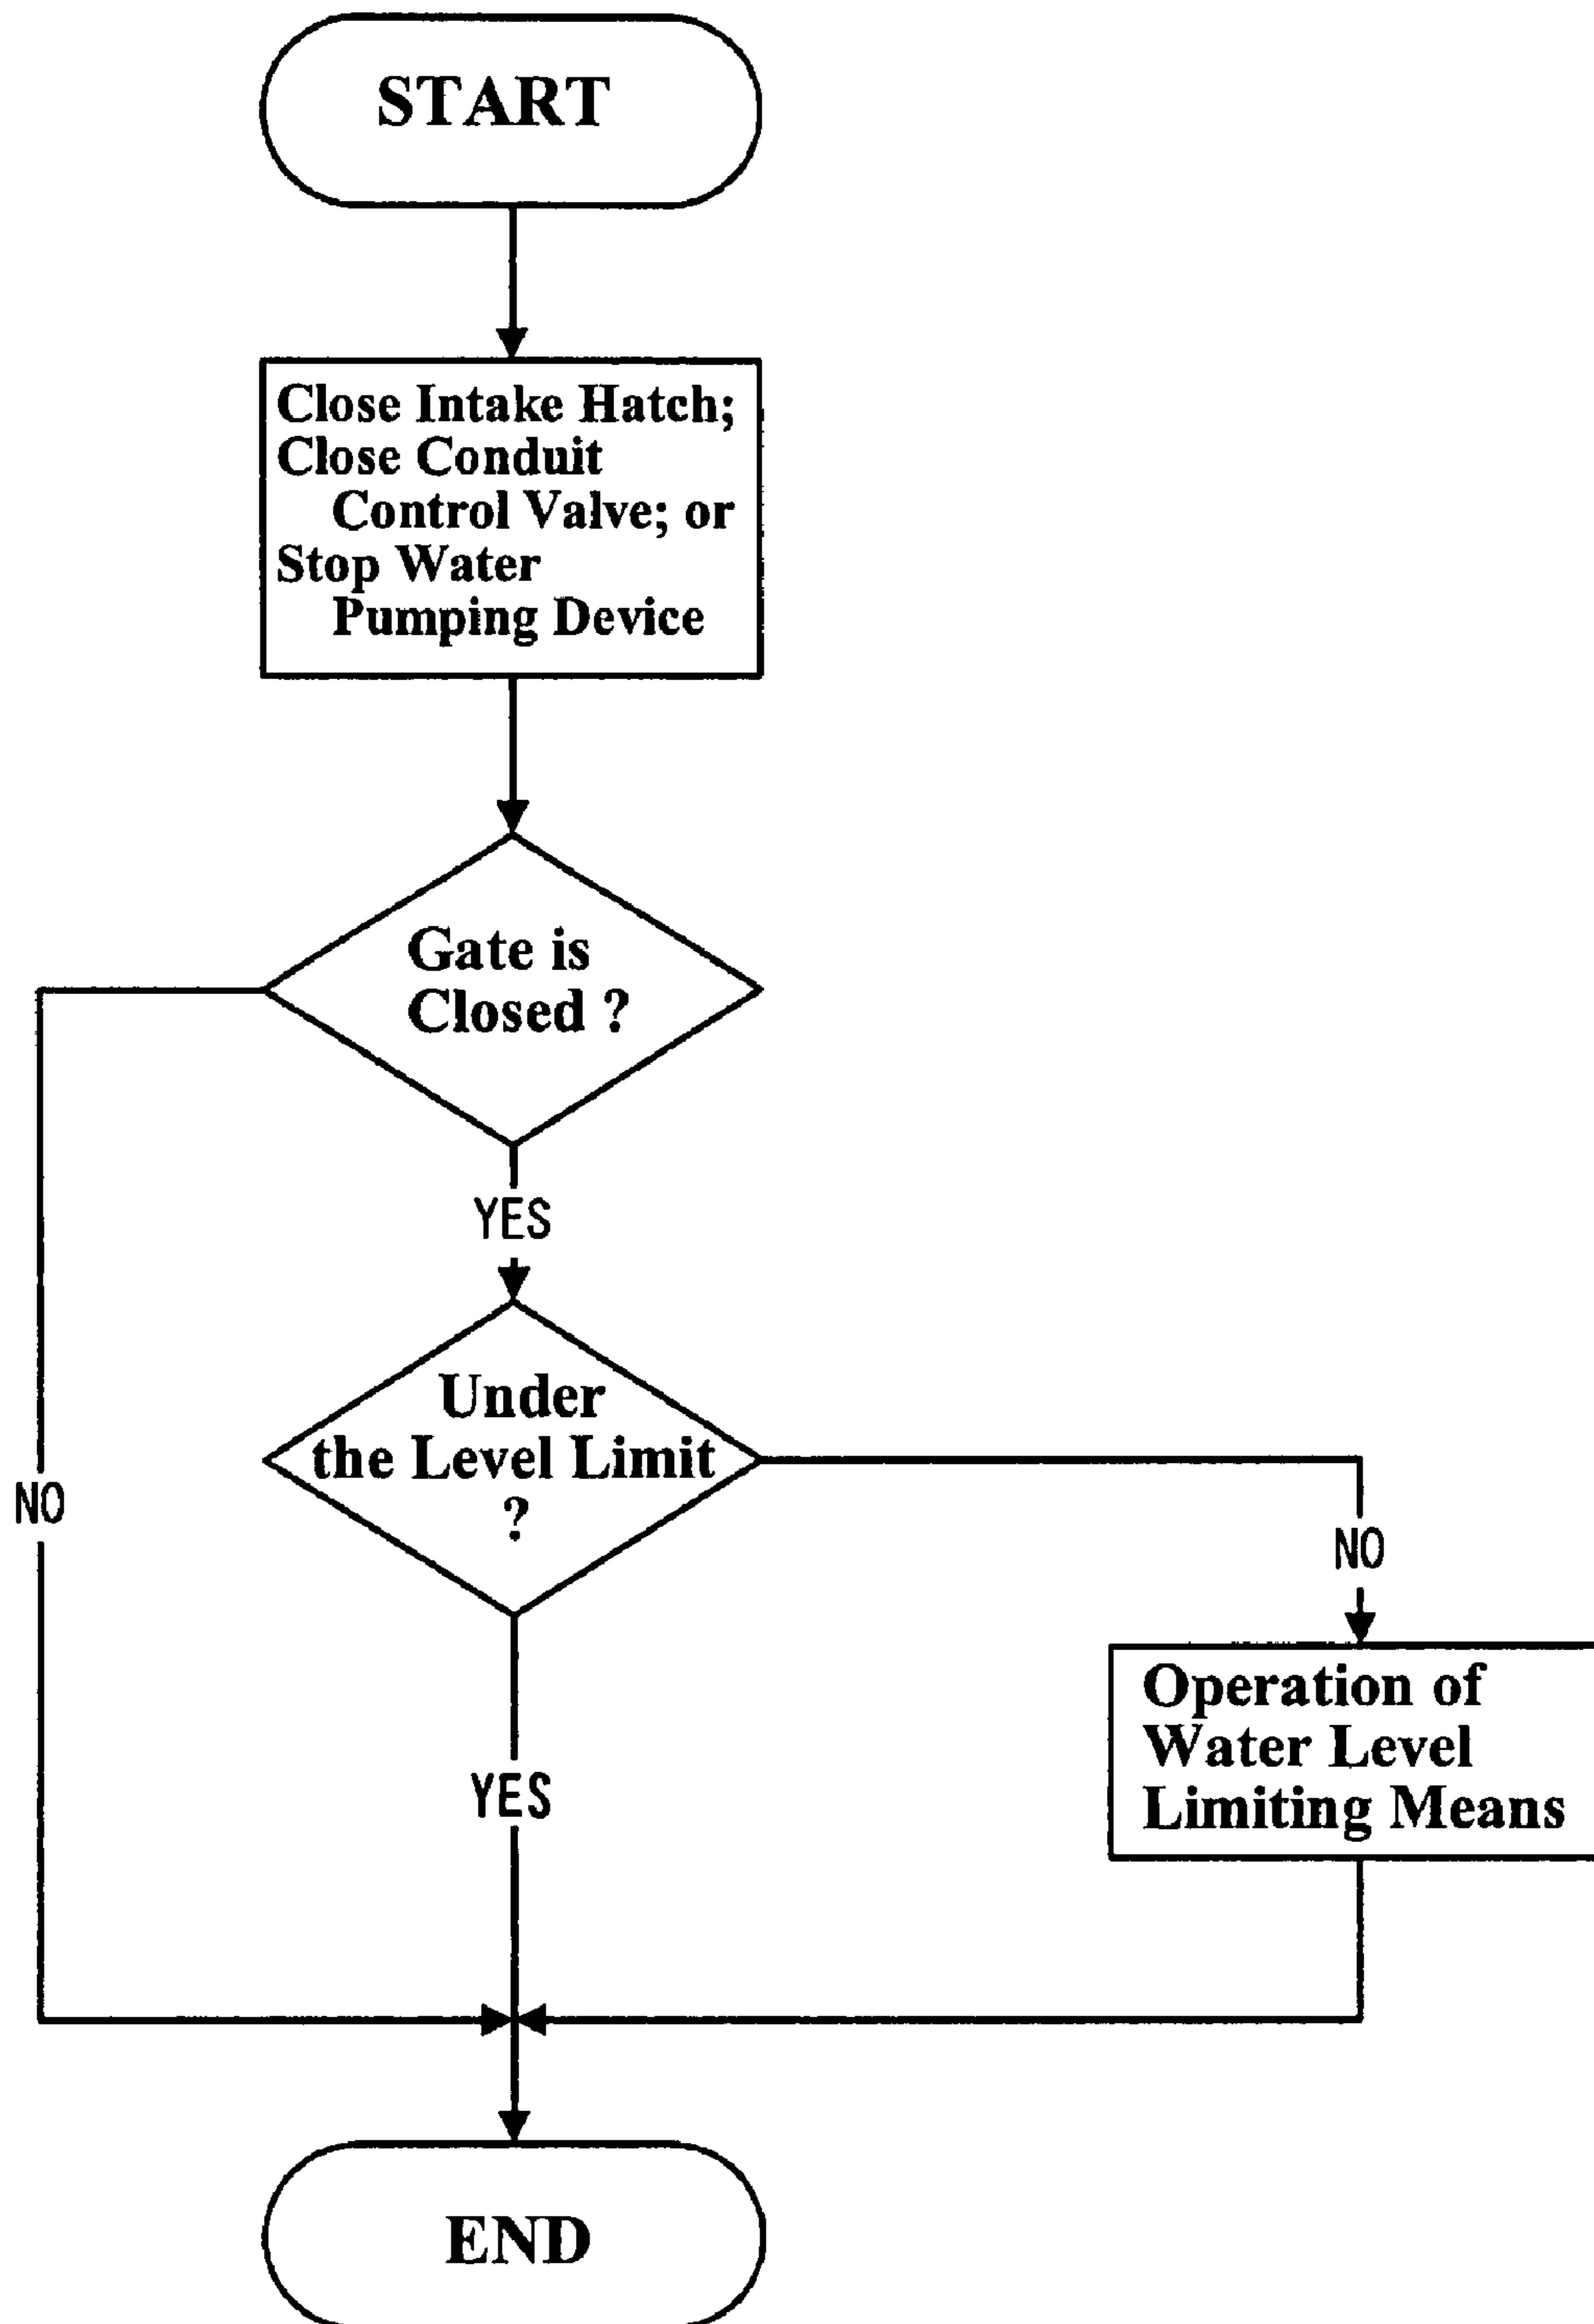 START
Close Intake Hatch;
Close Conduit
Control Valve; or
Stop Water
Pumping Device
Gate is
Closed ?
YES
Under
the Level Limit
?
NO
NO
YES
Operation of
Water Level
Limiting Means
END